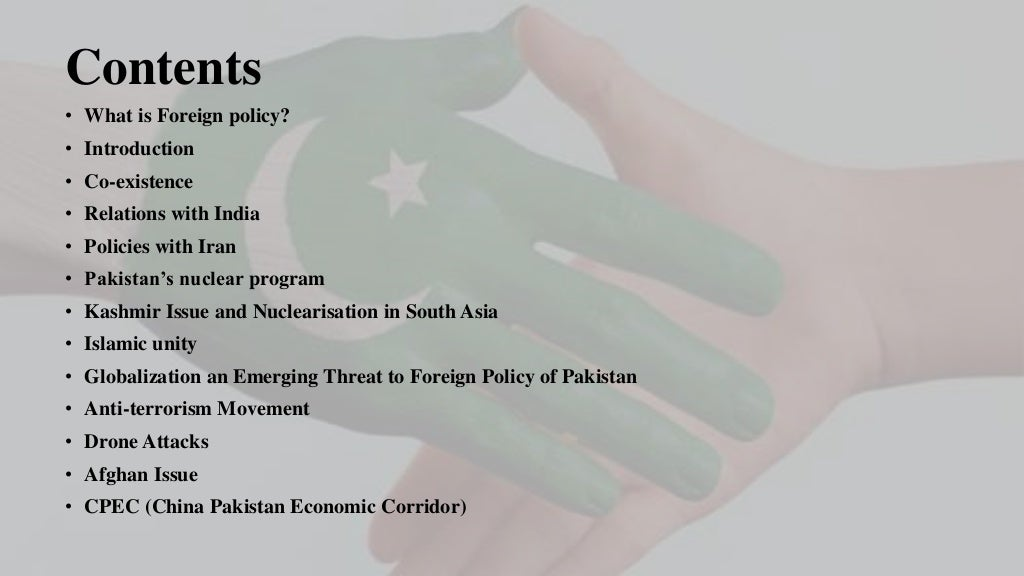 Contents
• What is Foreign policy?
• Introduction
• Co-existence
• Relations with India
• Policies with Iran
• Pakistan’s nuclear program
• Kashmir Issue and Nuclearisation in South Asia
• Islamic unity
• Globalization an Emerging Threat to Foreign Policy of Pakistan
• Anti-terrorism Movement
• Drone Attacks
• Afghan Issue
• CPEC (China Pakistan Economic Corridor)